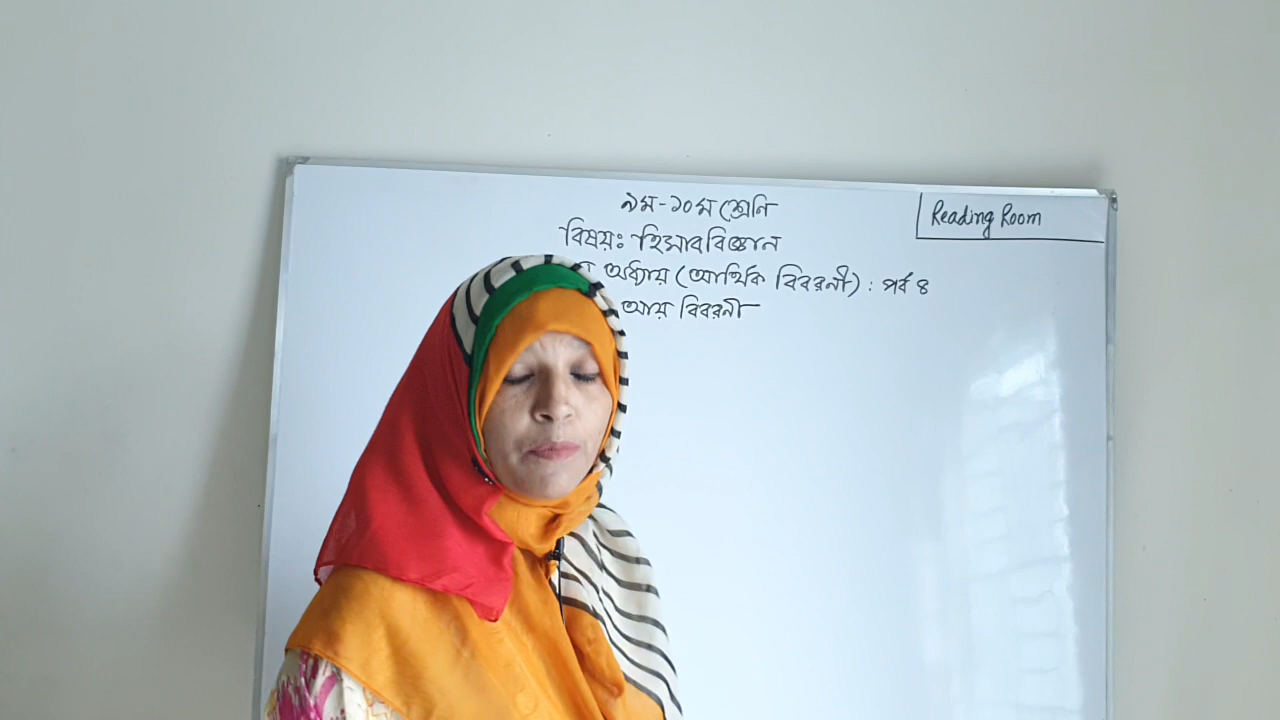 ৯ম-১০ম শ্রেণি
Reading Room
বিষয়ঃ হিসাববিজ্ঞান
অধ্যায় (আর্থিক বিবরণী) : পর্ব ৪
আয় বিবরণী